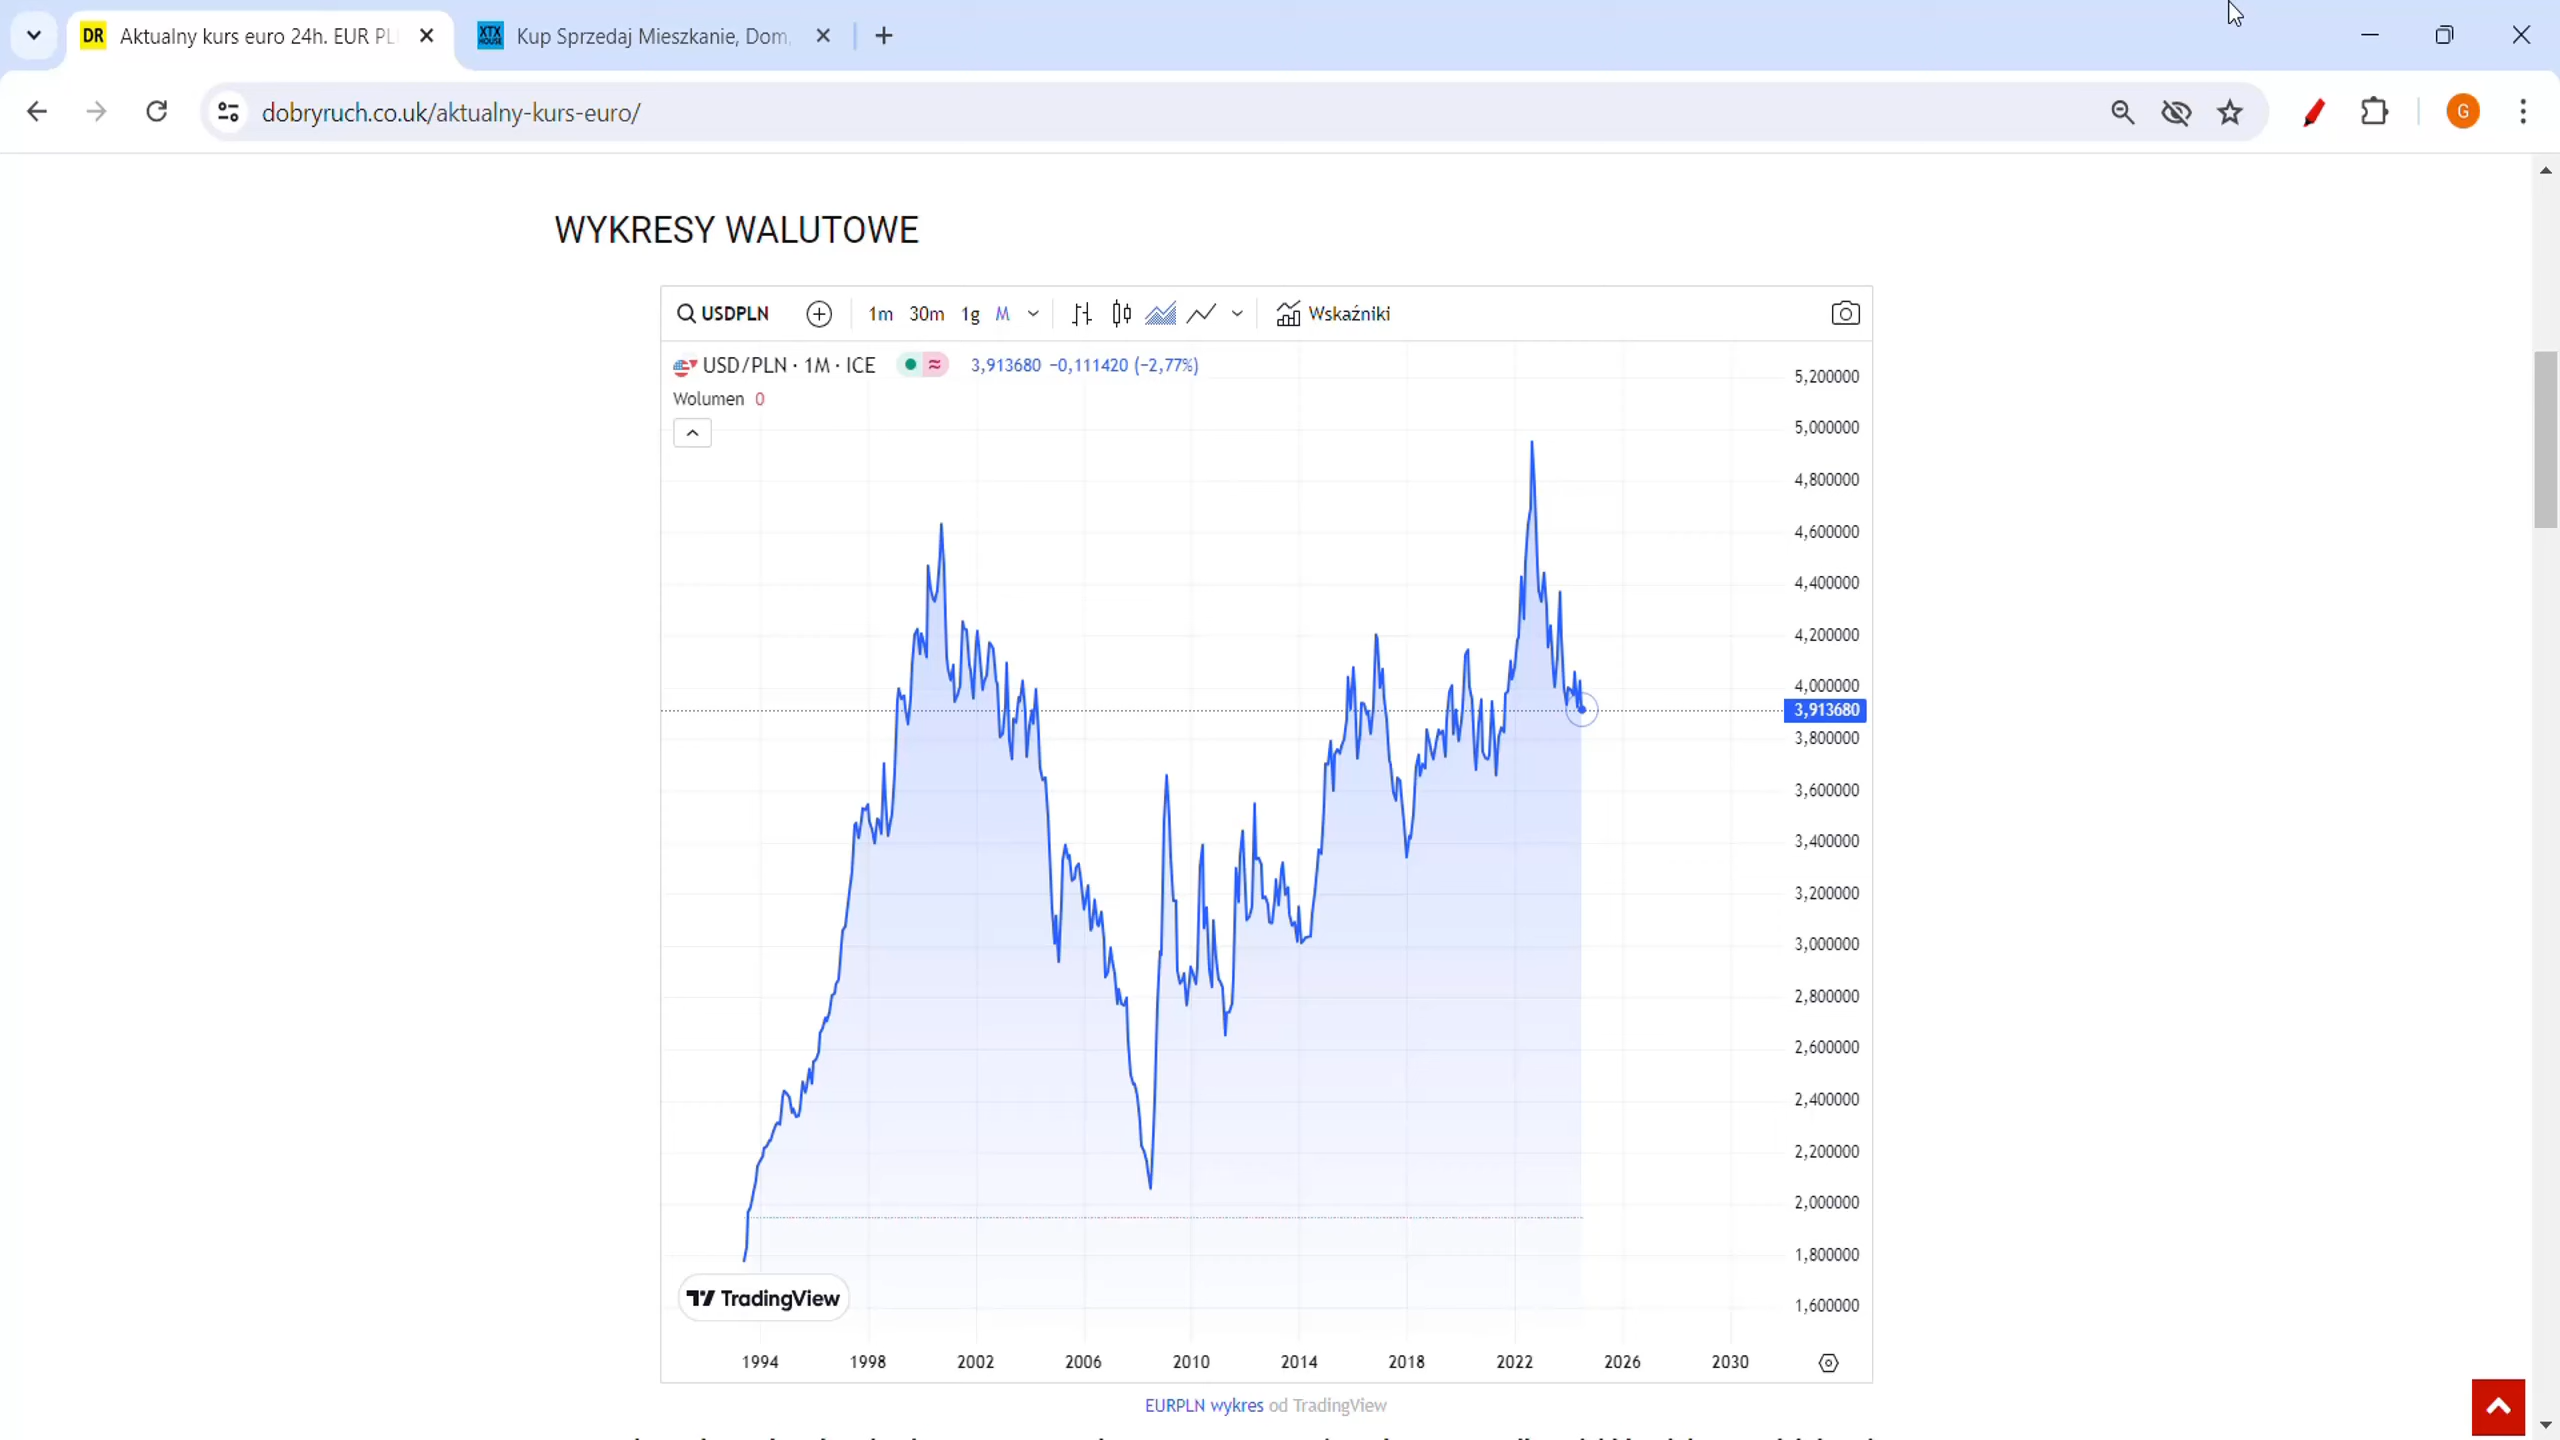 DR Aktualny kurs euro 24h. EUR PL
XTX HOUSE Kup Sprzedaj Mieszkanie, Dom,
dobryruch.co.uk/aktualny-kurs-euro/
G
WYKRESY WALUTOWE
USDPLN 1m 30m 1g M Wskaźniki
USD/PLN · 1M · ICE 3,913680 −0,111420 (−2,77%)
Wolumen 0
5,200000
5,000000
4,800000
4,600000
4,400000
4,200000
4,000000
3,913680
3,800000
3,600000
3,400000
3,200000
3,000000
2,800000
2,600000
2,400000
2,200000
2,000000
1,800000
1,600000
TradingView
1994 1998 2002 2006 2010 2014 2018 2022 2026 2030
EURPLN wykres od TradingView